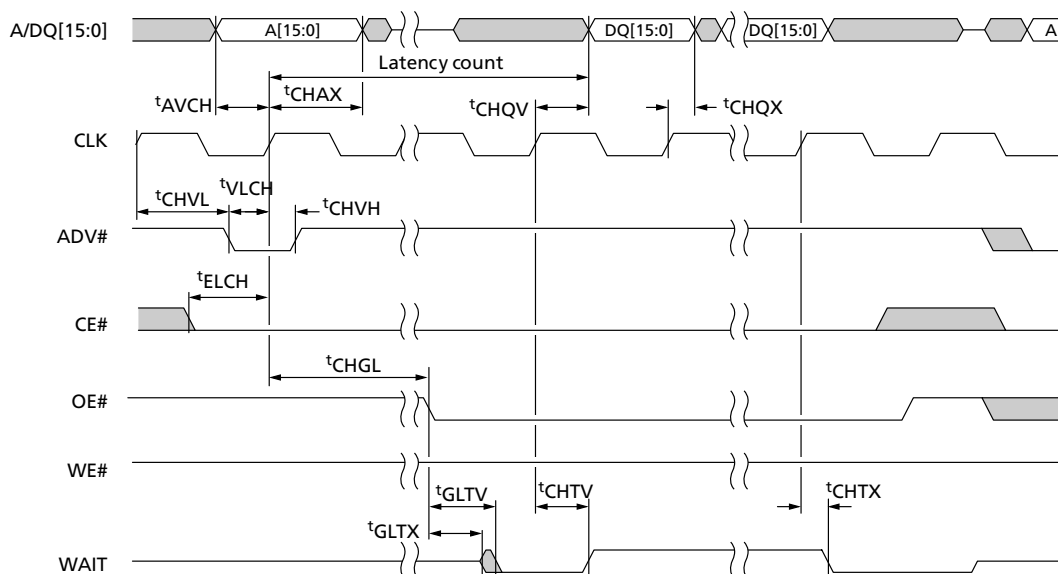 A/DQ[15:0] A[15:0] DQ[15:0] DQ[15:0] A
Latency count
tAVCH tCHAX tCHQV tCHQX
CLK
tCHVL tVLCH tCHVH
ADV#
tELCH
CE#
tCHGL
OE#
WE#
tGLTV tCHTV tCHTX
tGLTX
WAIT